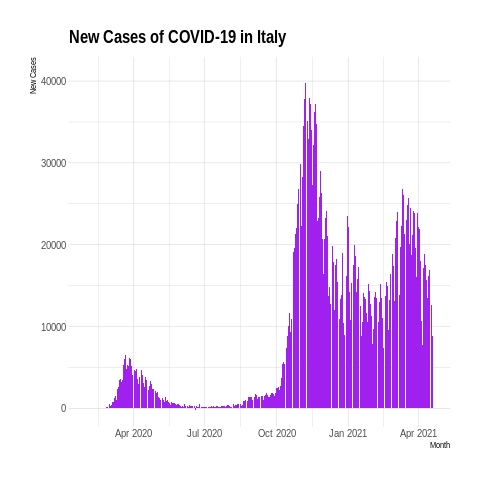 New Cases of COVID-19 in Italy
New Cases
40000
30000
20000
10000
0
Apr 2020 Jul 2020 Oct 2020 Jan 2021 Apr 2021
Month